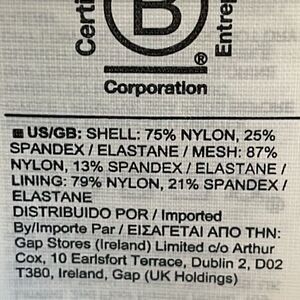 Certi
B
®
Entrep
Corporation
■ US/GB: SHELL: 75% NYLON, 25%
SPANDEX / ELASTANE / MESH: 87%
NYLON, 13% SPANDEX / ELASTANE /
LINING: 79% NYLON, 21% SPANDEX /
ELASTANE
DISTRIBUIDO POR / Imported
By/Importe Par / ΕΙΣΑΓΕΤΑΙ ΑΠΟ ΤΗΝ:
Gap Stores (Ireland) Limited c/o Arthur
Cox, 10 Earlsfort Terrace, Dublin 2, D02
T380, Ireland, Gap (UK Holdings)